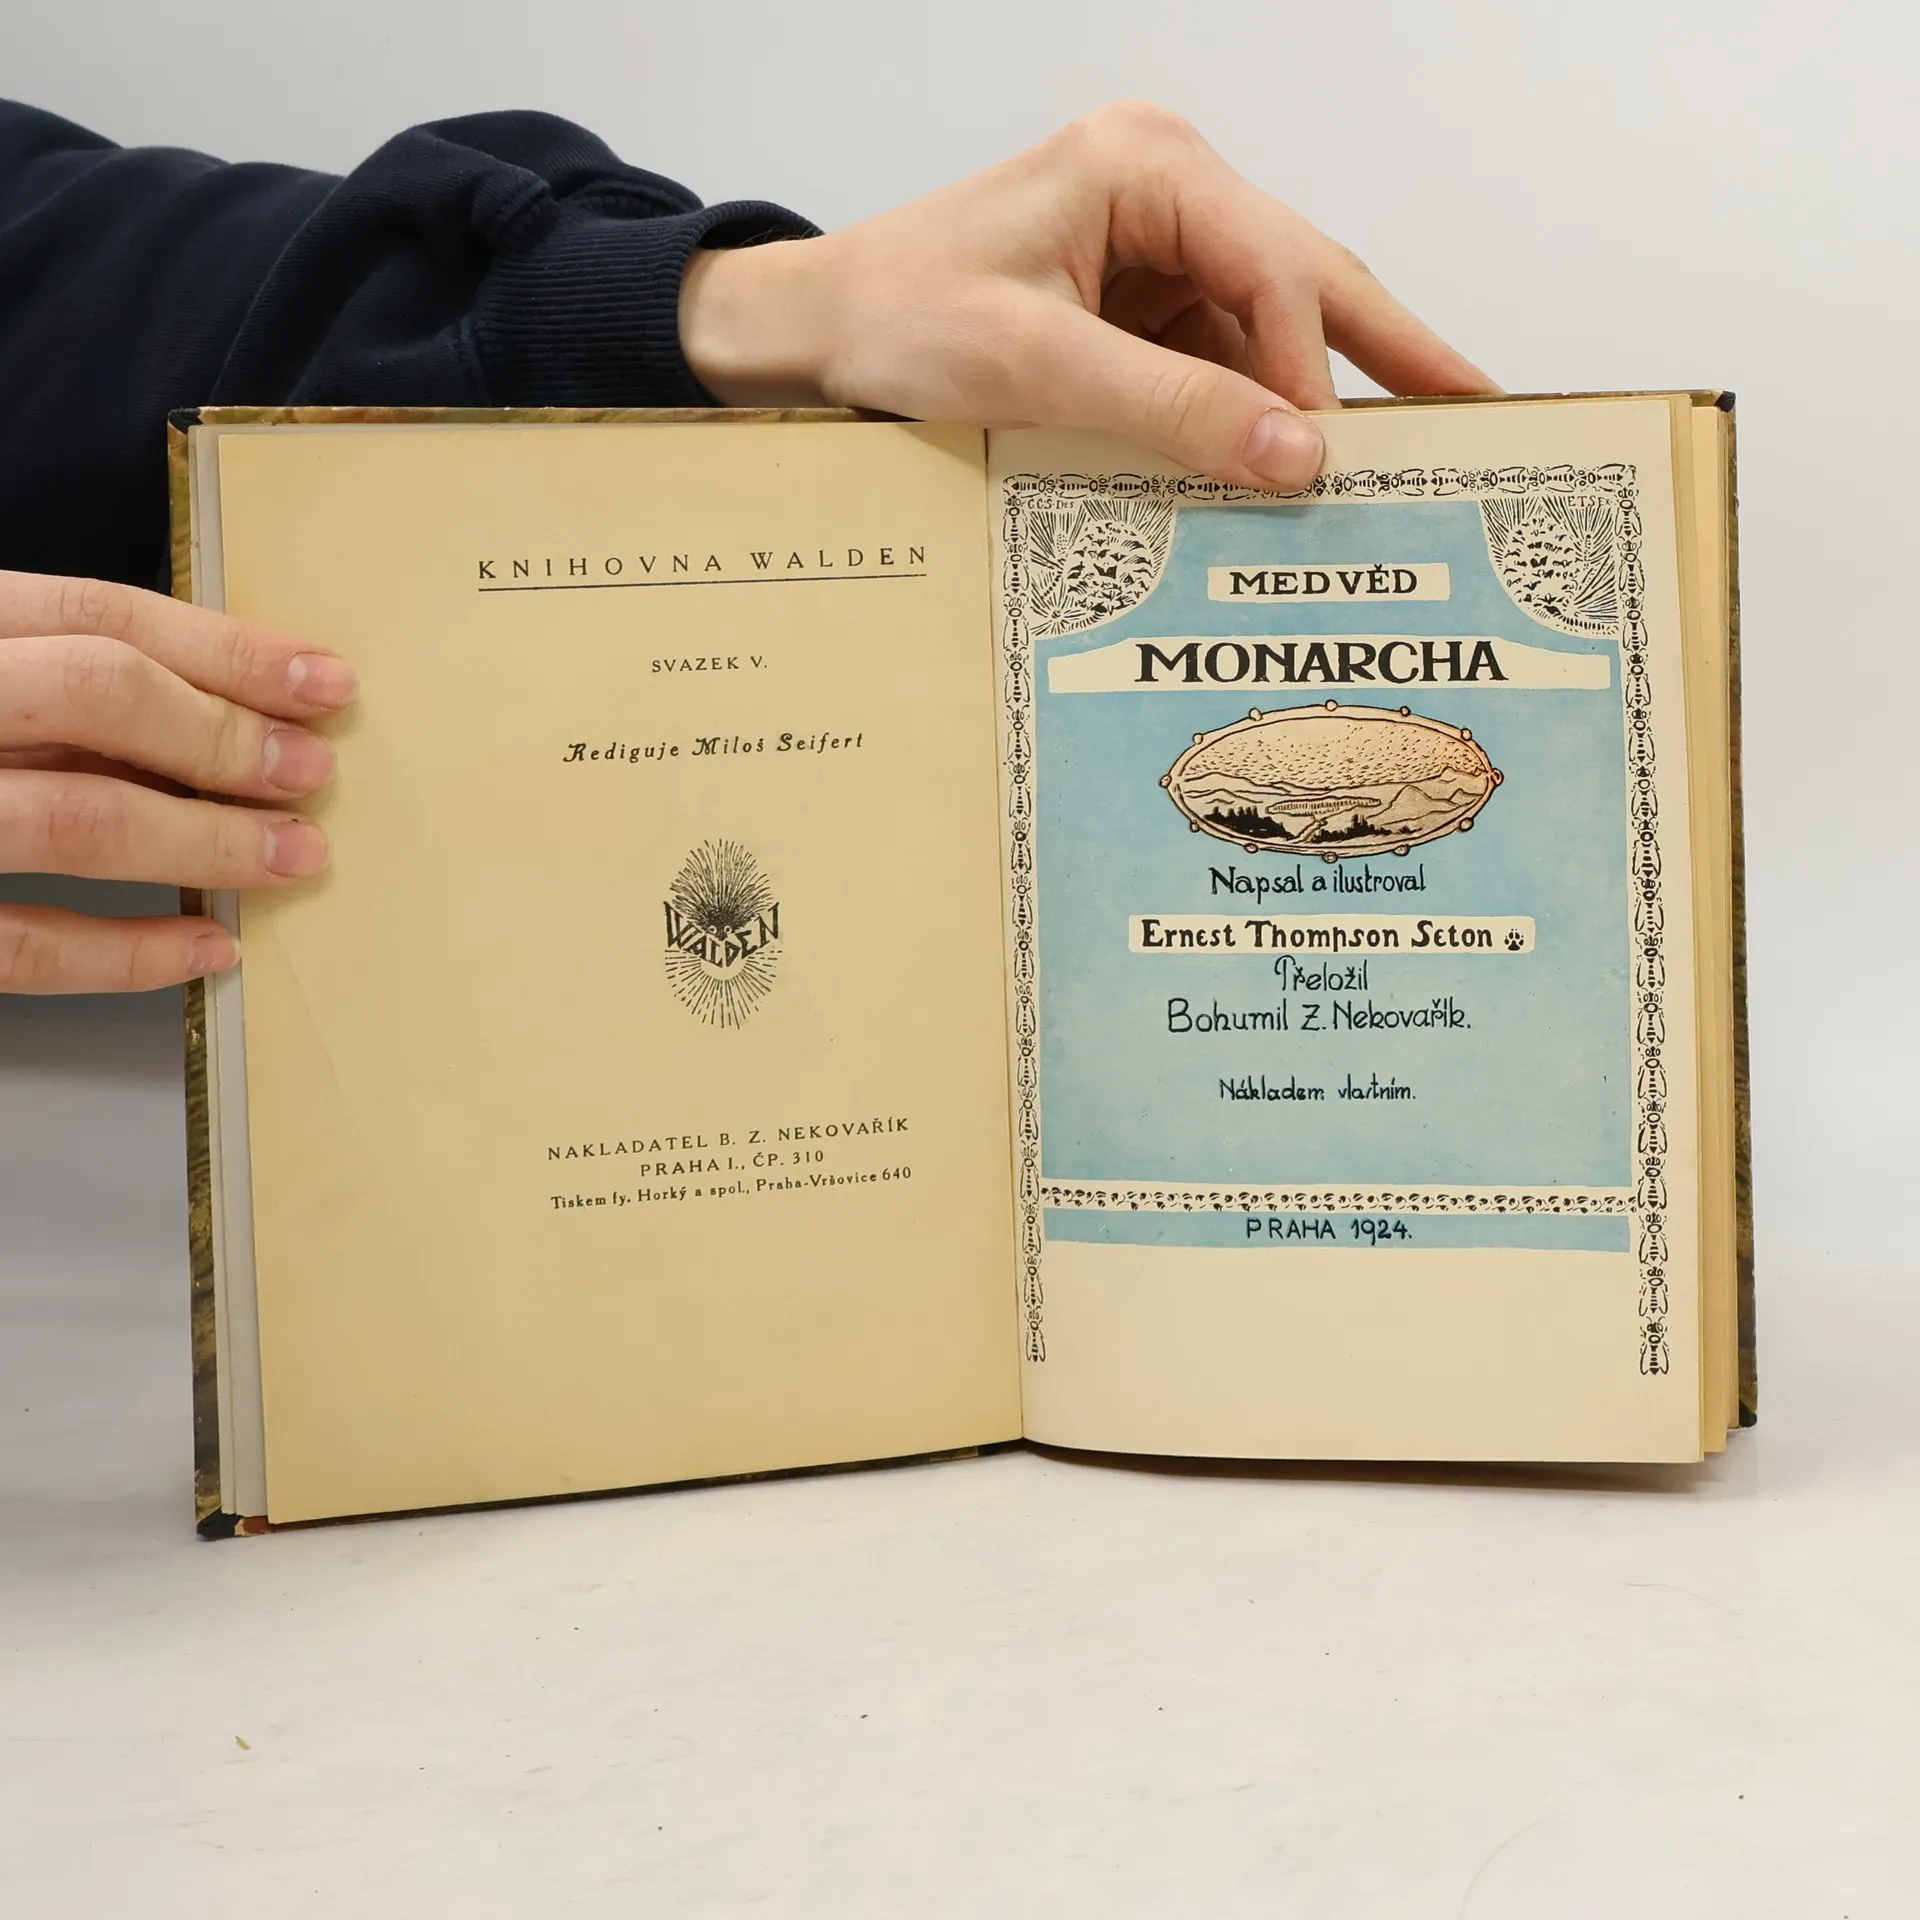 KNIHOVNA WALDEN
SVAZEK V.
Rediguje Miloš Seifert
WALDEN
NAKLADATEL B. Z. NEKOVAŘÍK
PRAHA I., ČP. 310
Tiskem fy. Horký a spol., Praha-Vršovice 640
MEDVĚD
MONARCHA
Napsal a ilustroval
Ernest Thompson Seton
Přeložil
Bohumil Z. Nekovařík.
Nákladem vlastním.
PRAHA 1924.